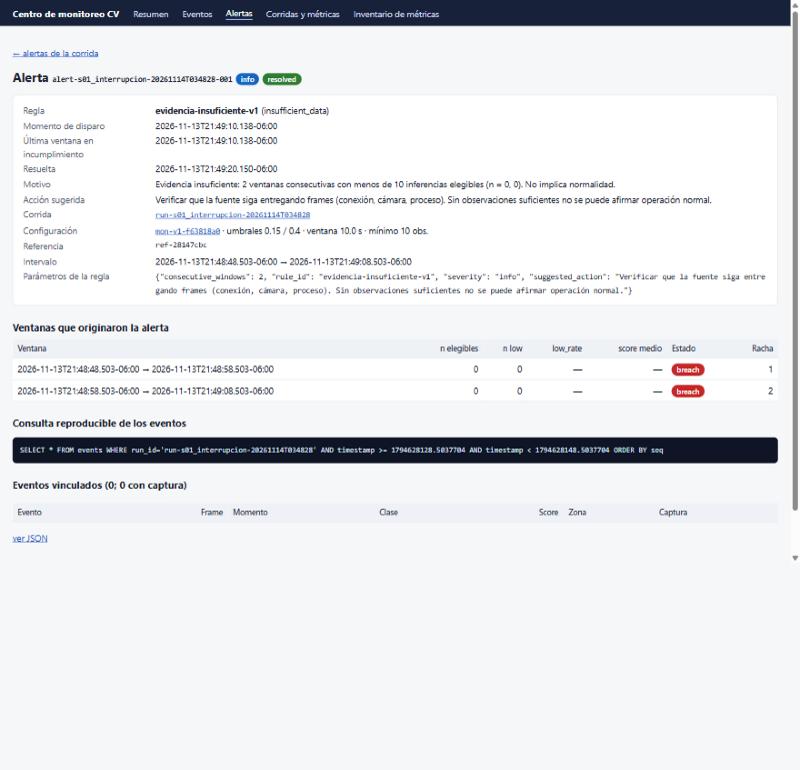 Centro de monitoreo CV Resumen Eventos Alertas Corridas y métricas Inventario de métricas
← alertas de la corrida
Alerta alert-s01_interrupcion-20261114T034828-001 info resolved
Regla evidencia-insuficiente-v1 (insufficient_data)
Momento de disparo 2026-11-13T21:49:10.138-06:00
Última ventana en incumplimiento 2026-11-13T21:49:10.138-06:00
Resuelta 2026-11-13T21:49:20.150-06:00
Motivo Evidencia insuficiente: 2 ventanas consecutivas con menos de 10 inferencias elegibles (n = 0, 0). No implica normalidad.
Acción sugerida Verificar que la fuente siga entregando frames (conexión, cámara, proceso). Sin observaciones suficientes no se puede afirmar operación normal.
Corrida run-s01_interrupcion-20261114T034828
Configuración mon-v1-f63818a0 · umbrales 0.15 / 0.4 · ventana 10.0 s · mínimo 10 obs.
Referencia ref-28147cbc
Intervalo 2026-11-13T21:48:48.503-06:00 → 2026-11-13T21:49:08.503-06:00
Parámetros de la regla {"consecutive_windows": 2, "rule_id": "evidencia-insuficiente-v1", "severity": "info", "suggested_action": "Verificar que la fuente siga entre
gando frames (conexión, cámara, proceso). Sin observaciones suficientes no se puede afirmar operación normal."}
Ventanas que originaron la alerta
Ventana n elegibles n low low_rate score medio Estado Racha
2026-11-13T21:48:48.503-06:00 → 2026-11-13T21:48:58.503-06:00 0 0 — — breach 1
2026-11-13T21:48:58.503-06:00 → 2026-11-13T21:49:08.503-06:00 0 0 — — breach 2
Consulta reproducible de los eventos
SELECT * FROM events WHERE run_id='run-s01_interrupcion-20261114T034828' AND timestamp >= 1794628128.5037704 AND timestamp < 1794628148.5037704 ORDER BY seq
Eventos vinculados (0; 0 con captura)
Evento Frame Momento Clase Score Zona Captura
ver JSON